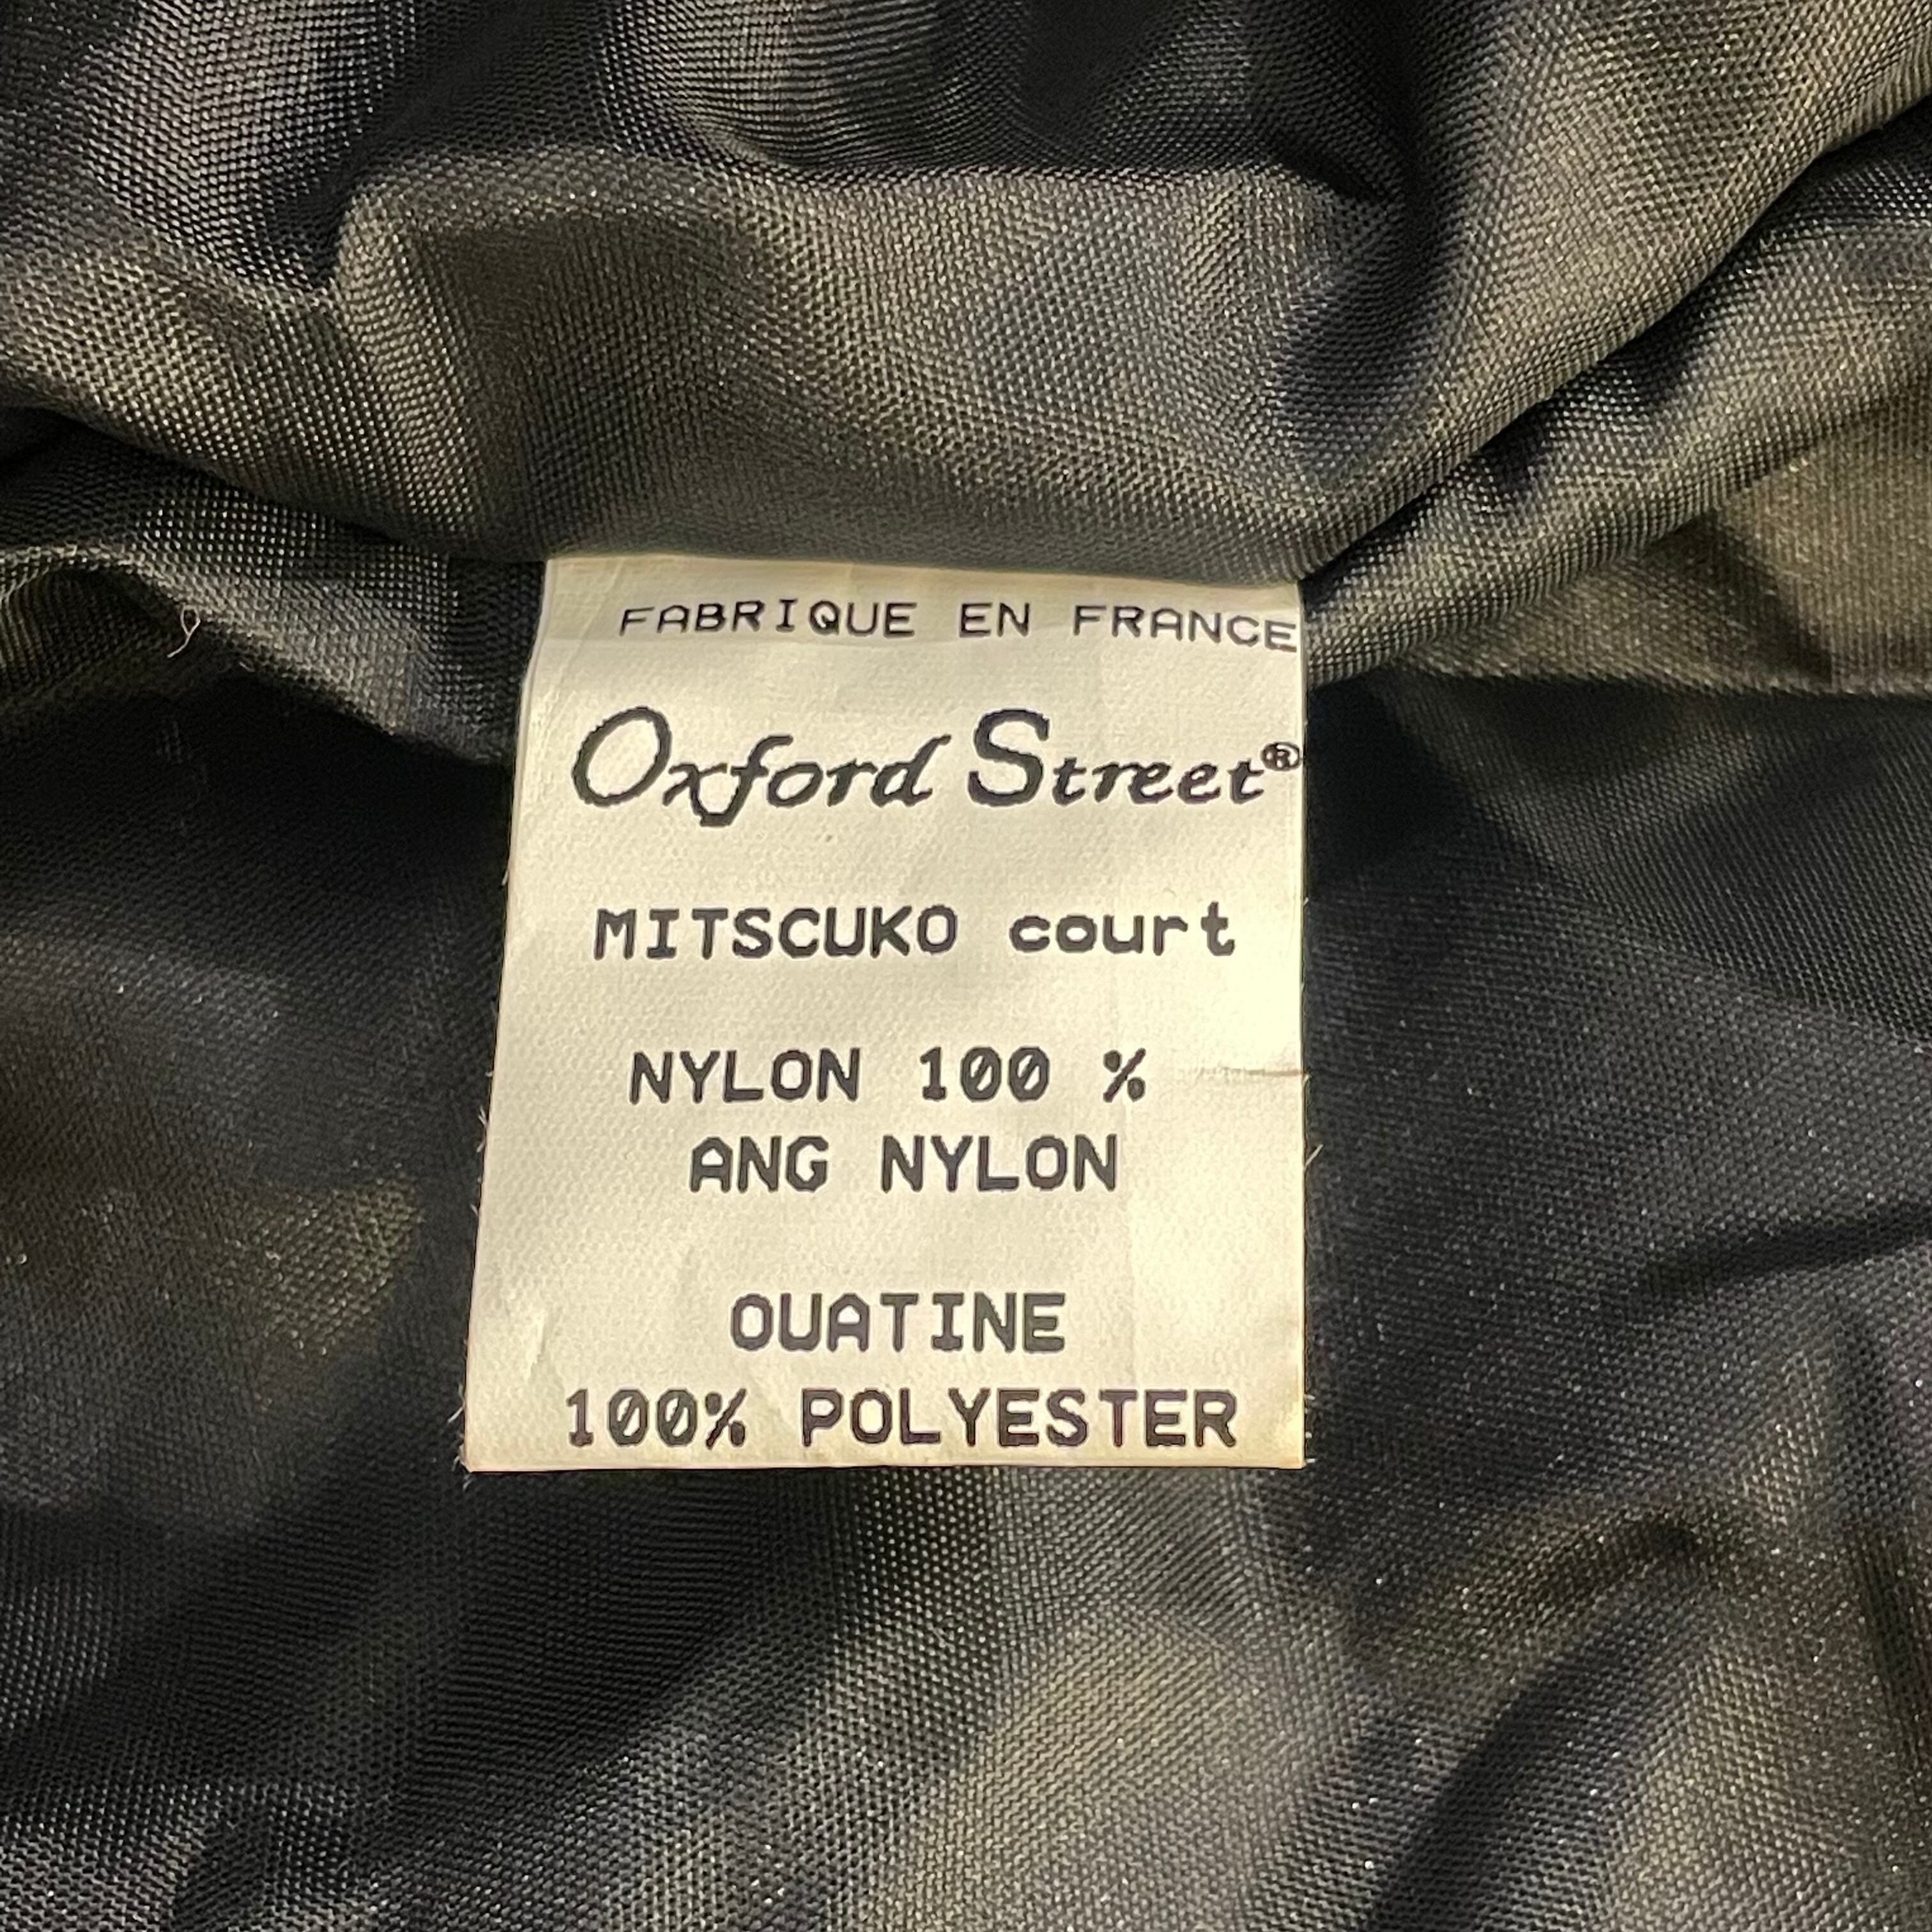 FABRIQUE EN FRANCE
Oxford Street®
MITSCUKO court
NYLON 100 %
ANG NYLON
OUATINE
100% POLYESTER